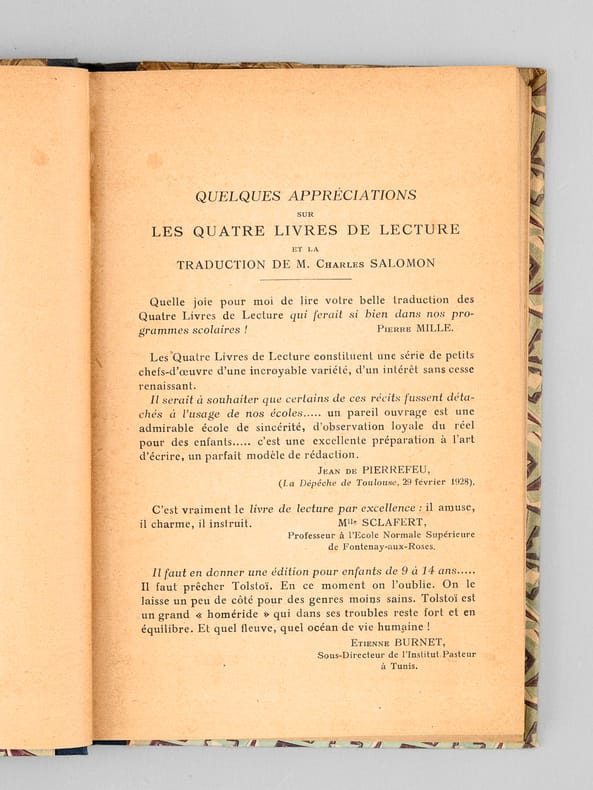 QUELQUES APPRÉCIATIONS
SUR
LES QUATRE LIVRES DE LECTURE
ET LA
TRADUCTION DE M. CHARLES SALOMON
Quelle joie pour moi de lire votre belle traduction des
Quatre Livres de Lecture qui ferait si bien dans nos pro-
grammes scolaires ! PIERRE MILLE.
Les Quatre Livres de Lecture constituent une série de petits
chefs-d'œuvre d'une incroyable variété, d'un intérêt sans cesse
renaissant.
Il serait à souhaiter que certains de ces récits fussent déta-
chés à l'usage de nos écoles..... un pareil ouvrage est une
admirable école de sincérité, d'observation loyale du réel
pour des enfants..... c'est une excellente préparation à l'art
d'écrire, un parfait modèle de rédaction.
JEAN DE PIERREFEU,
(La Dépêche de Toulouse, 29 février 1928).
C'est vraiment le livre de lecture par excellence : il amuse,
il charme, il instruit. Mlle SCLAFERT,
Professeur à l'Ecole Normale Supérieure
de Fontenay-aux-Roses.
Il faut en donner une édition pour enfants de 9 à 14 ans.....
Il faut prêcher Tolstoï. En ce moment on l'oublie. On le
laisse un peu de côté pour des genres moins sains. Tolstoï est
un grand « homéride » qui dans ses troubles reste fort et en
équilibre. Et quel fleuve, quel océan de vie humaine !
ETIENNE BURNET,
Sous-Directeur de l'Institut Pasteur
à Tunis.